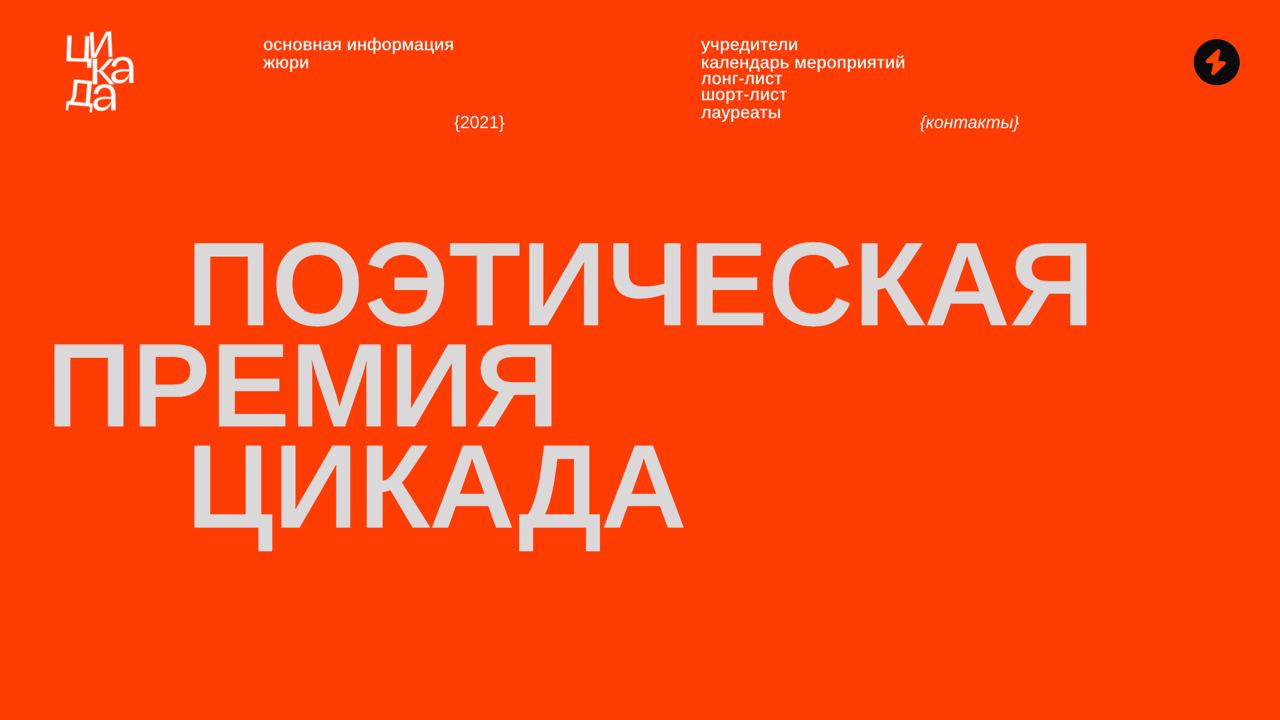 ци
ка
да
основная информация
жюри
{2021}
учредители
календарь мероприятий
лонг-лист
шорт-лист
лауреаты
{контакты}
ПОЭТИЧЕСКАЯ
ПРЕМИЯ
ЦИКАДА